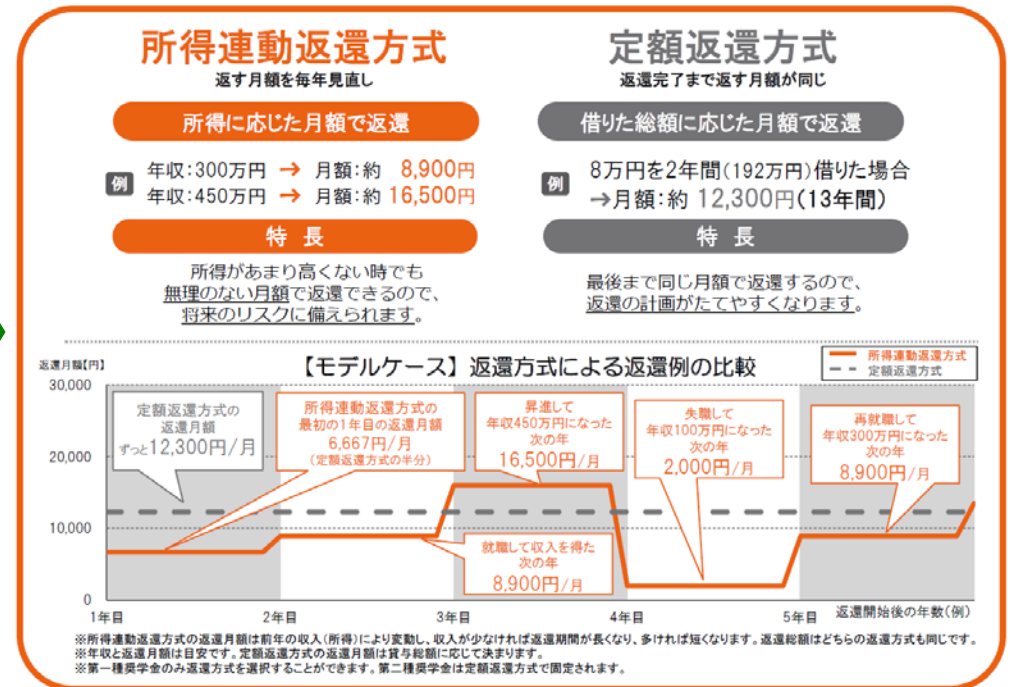 所得連動返還方式
返す月額を毎年見直し
所得に応じた月額で返還
例
年収:300万円 → 月額:約 8,900円
年収:450万円 → 月額:約 16,500円
特 長
所得があまり高くない時でも
無理のない月額で返還できるので、
将来のリスクに備えられます。
定額返還方式
返還完了まで返す月額が同じ
借りた総額に応じた月額で返還
例
8万円を2年間(192万円)借りた場合
→月額:約 12,300円(13年間)
特 長
最後まで同じ月額で返還するので、
返還の計画がたてやすくなります。
返還月額【円】
【モデルケース】返還方式による返還例の比較
所得連動返還方式
定額返還方式
30,000
20,000
10,000
0
定額返還方式の
返還月額
ずっと12,300円/月
所得連動返還方式の
最初の1年目の返還月額
6,667円/月
(定額返還方式の半分)
昇進して
年収450万円になった
次の年
16,500円/月
失職して
年収100万円になった
次の年
2,000円/月
再就職して
年収300万円になった
次の年
8,900円/月
就職して収入を得た
次の年
8,900円/月
1年目
2年目
3年目
4年目
5年目
返還開始後の年数(例)
※所得連動返還方式の返還月額は前年の収入(所得)により変動し、収入が少なければ返還期間が長くなり、多ければ短くなります。返還総額はどちらの返還方式も同じです。
※年収と返還月額は目安です。定額返還方式の返還月額は貸与総額に応じて決まります。
※第一種奨学金のみ返還方式を選択することができます。第二種奨学金は定額返還方式で固定されます。